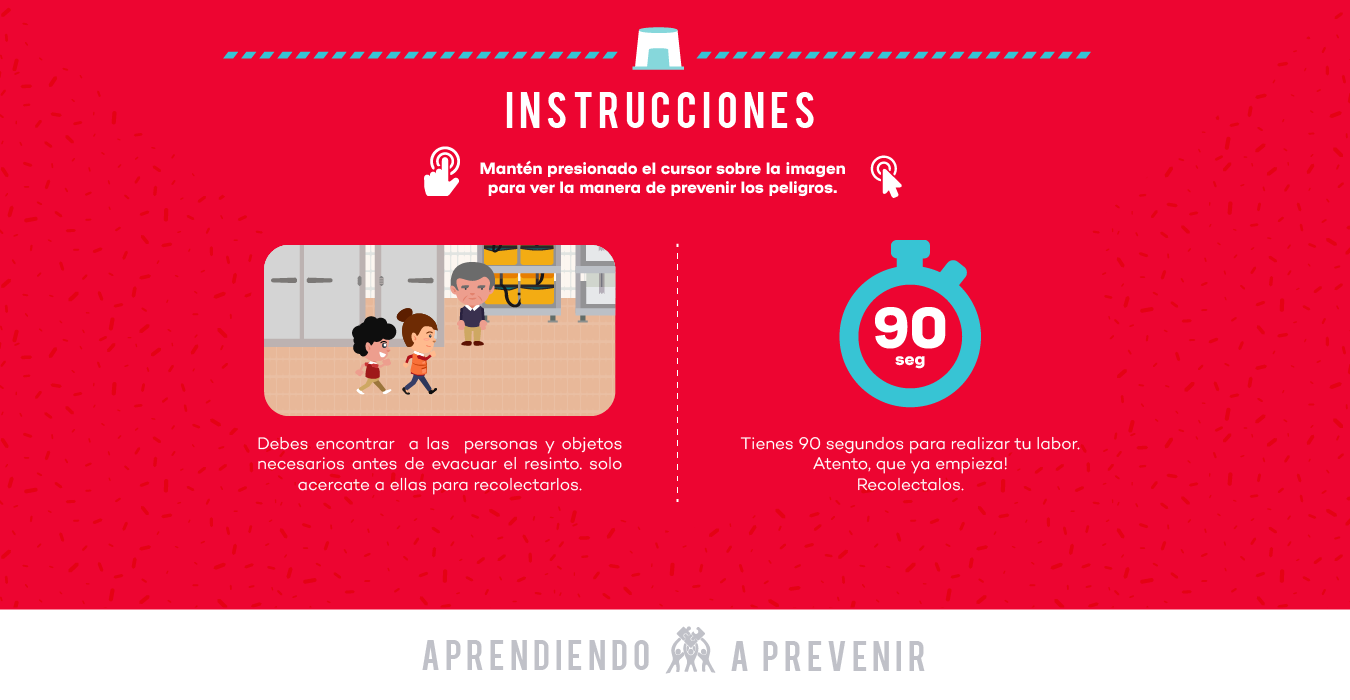 INSTRUCCIONES
Mantén presionado el cursor sobre la imagen
para ver la manera de prevenir los peligros.
Debes encontrar a las personas y objetos
necesarios antes de evacuar el resinto. solo
acercate a ellas para recolectarlos.
90
seg
Tienes 90 segundos para realizar tu labor.
Atento, que ya empieza!
Recolectalos.
APRENDIENDO A PREVENIR